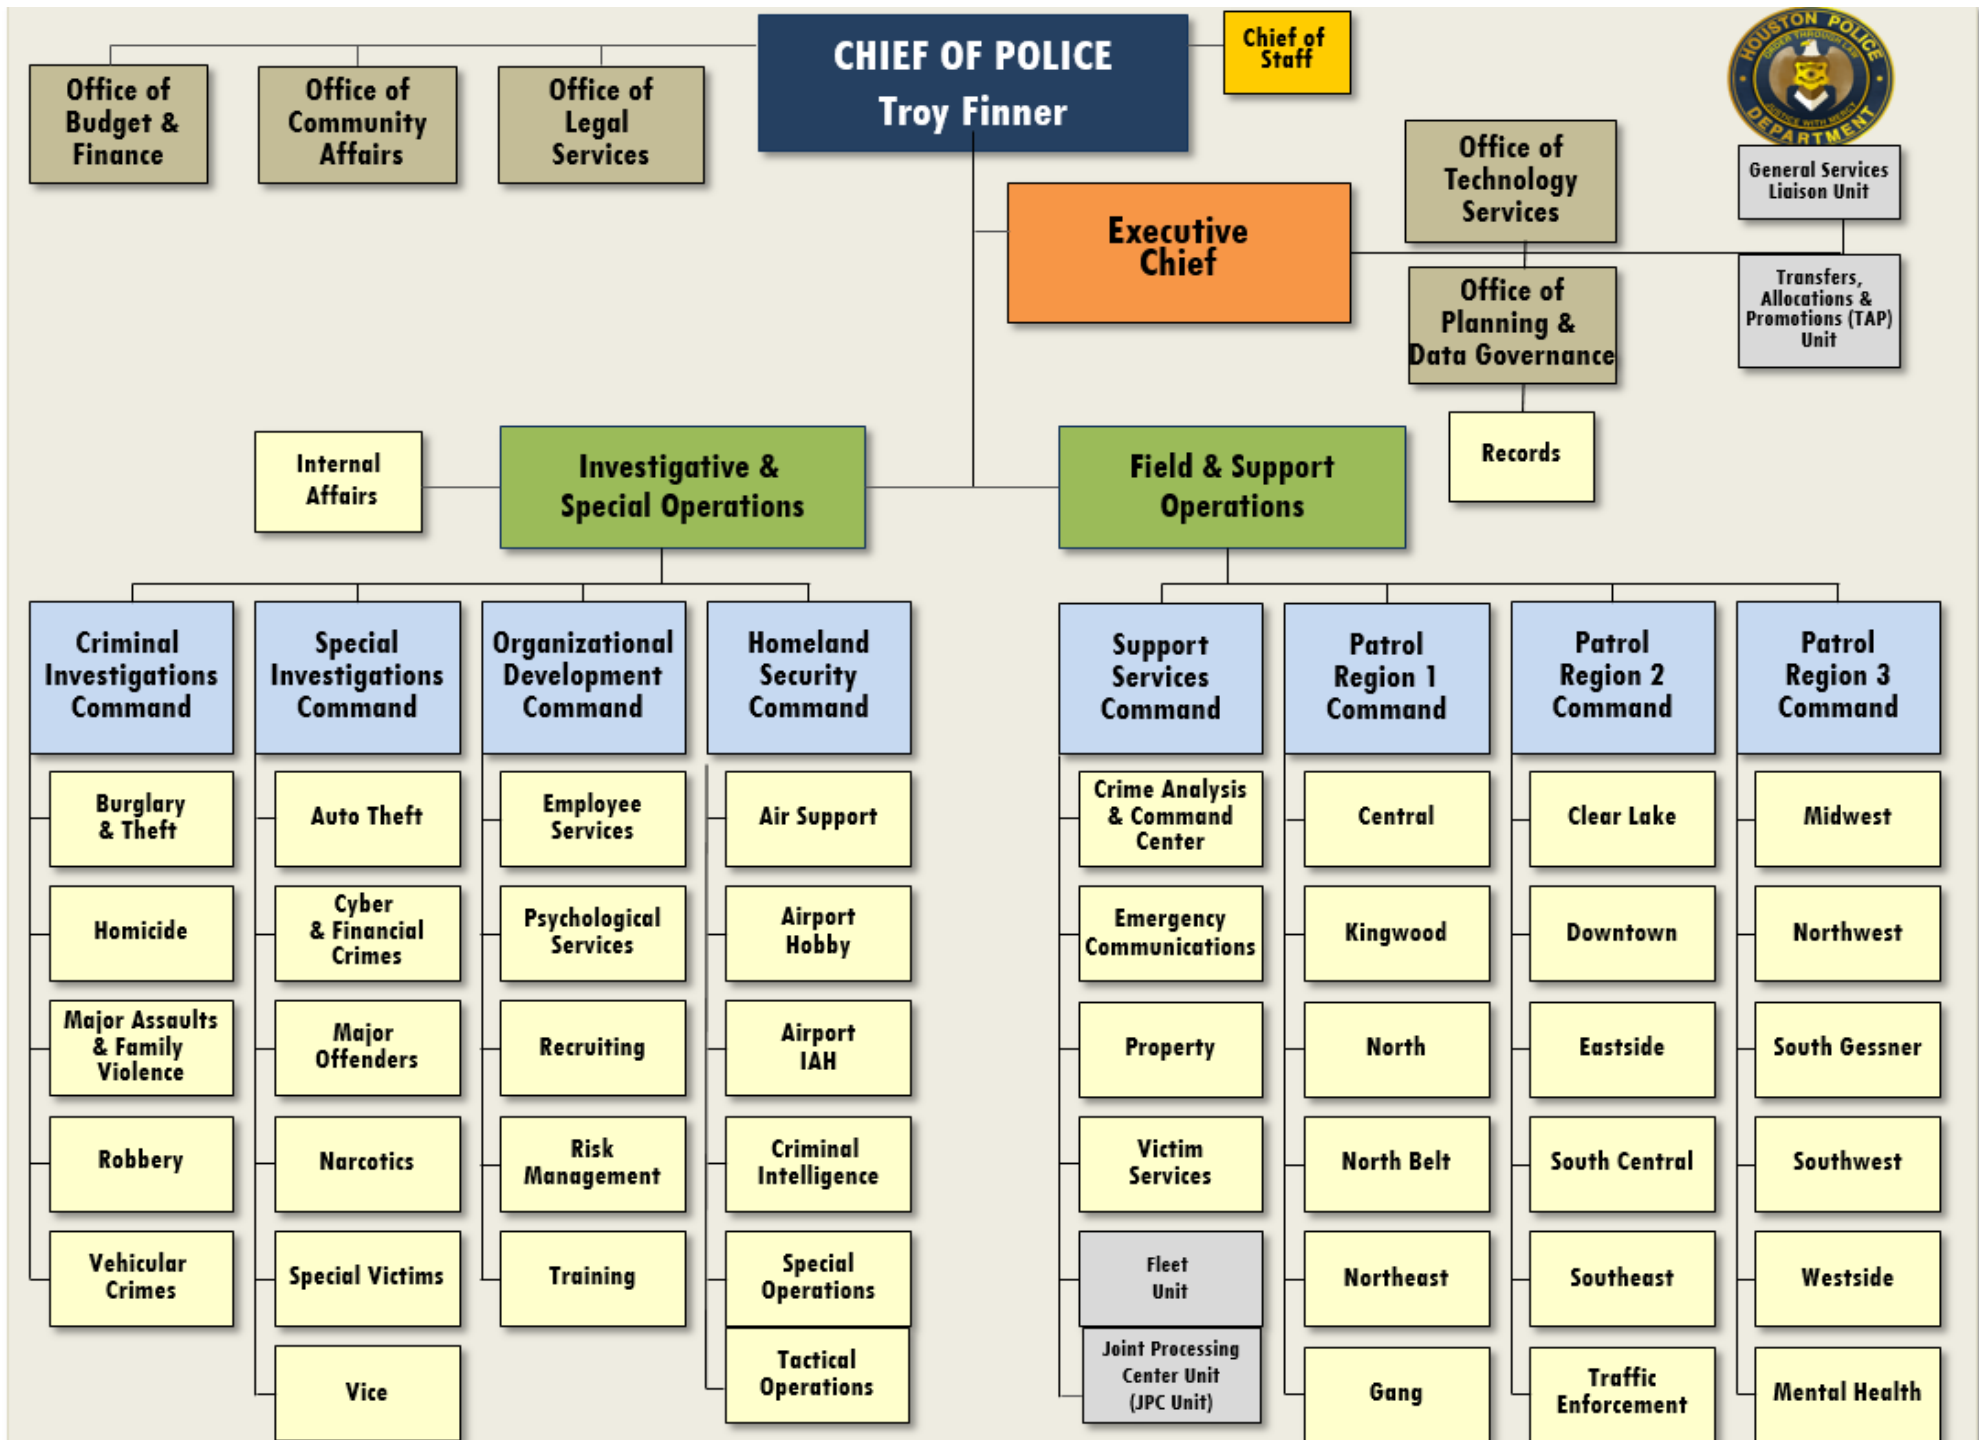 CHIEF OF POLICE
Troy Finner
Chief of
Staff
HOUSTON POLICE
ORDER THROUGH LAW
JUSTICE WITH MERCY
DEPARTMENT
Office of
Budget &
Finance
Office of
Community
Affairs
Office of
Legal
Services
Executive
Chief
Office of
Technology
Services
General Services
Liaison Unit
Office of
Planning &
Data Governance
Transfers,
Allocations &
Promotions (TAP)
Unit
Records
Internal
Affairs
Investigative &
Special Operations
Field & Support
Operations
Criminal
Investigations
Command
Burglary
& Theft
Homicide
Major Assaults
& Family
Violence
Robbery
Vehicular
Crimes
Special
Investigations
Command
Auto Theft
Cyber
& Financial
Crimes
Major
Offenders
Narcotics
Special Victims
Vice
Organizational
Development
Command
Employee
Services
Psychological
Services
Recruiting
Risk
Management
Training
Homeland
Security
Command
Air Support
Airport
Hobby
Airport
IAH
Criminal
Intelligence
Special
Operations
Tactical
Operations
Support
Services
Command
Crime Analysis
& Command
Center
Emergency
Communications
Property
Victim
Services
Fleet
Unit
Joint Processing
Center Unit
(JPC Unit)
Patrol
Region 1
Command
Central
Kingwood
North
North Belt
Northeast
Gang
Patrol
Region 2
Command
Clear Lake
Downtown
Eastside
South Central
Southeast
Traffic
Enforcement
Patrol
Region 3
Command
Midwest
Northwest
South Gessner
Southwest
Westside
Mental Health